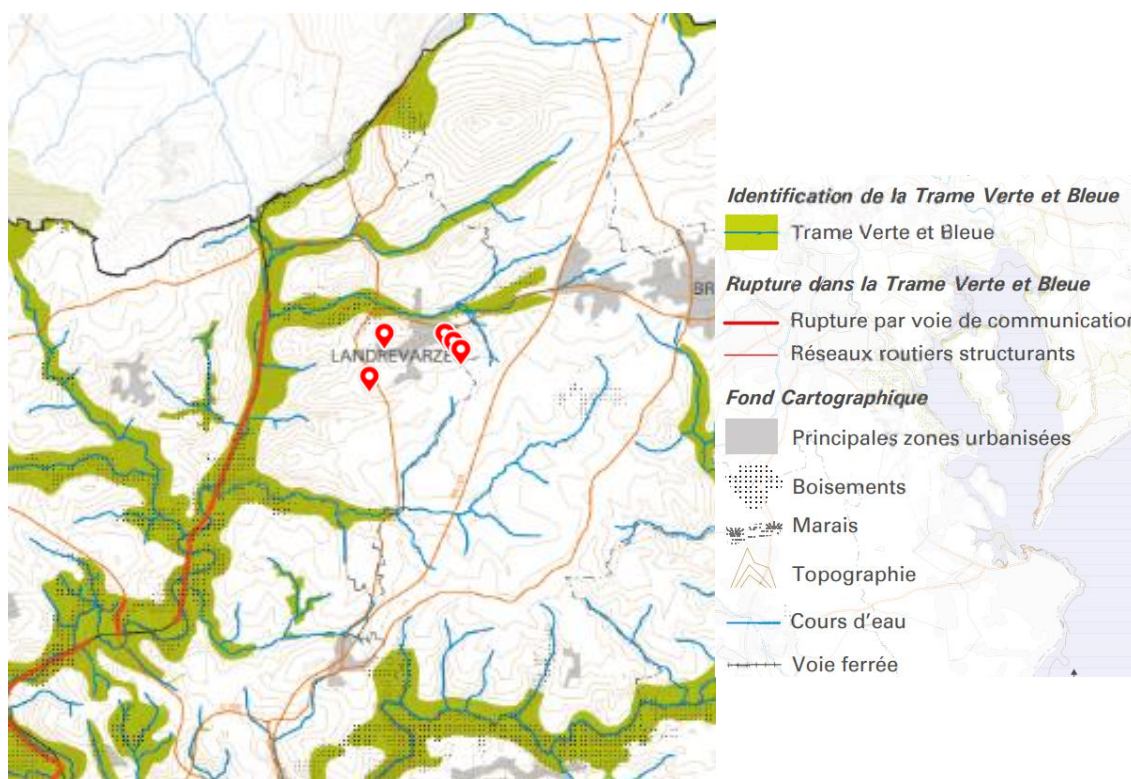 LANDREVARZE
BR
Identification de la Trame Verte et Bleue
Trame Verte et Bleue
Rupture dans la Trame Verte et Bleue
Rupture par voie de communication
Réseaux routiers structurants
Fond Cartographique
Principales zones urbanisées
Boisements
Marais
Topographie
Cours d'eau
Voie ferrée